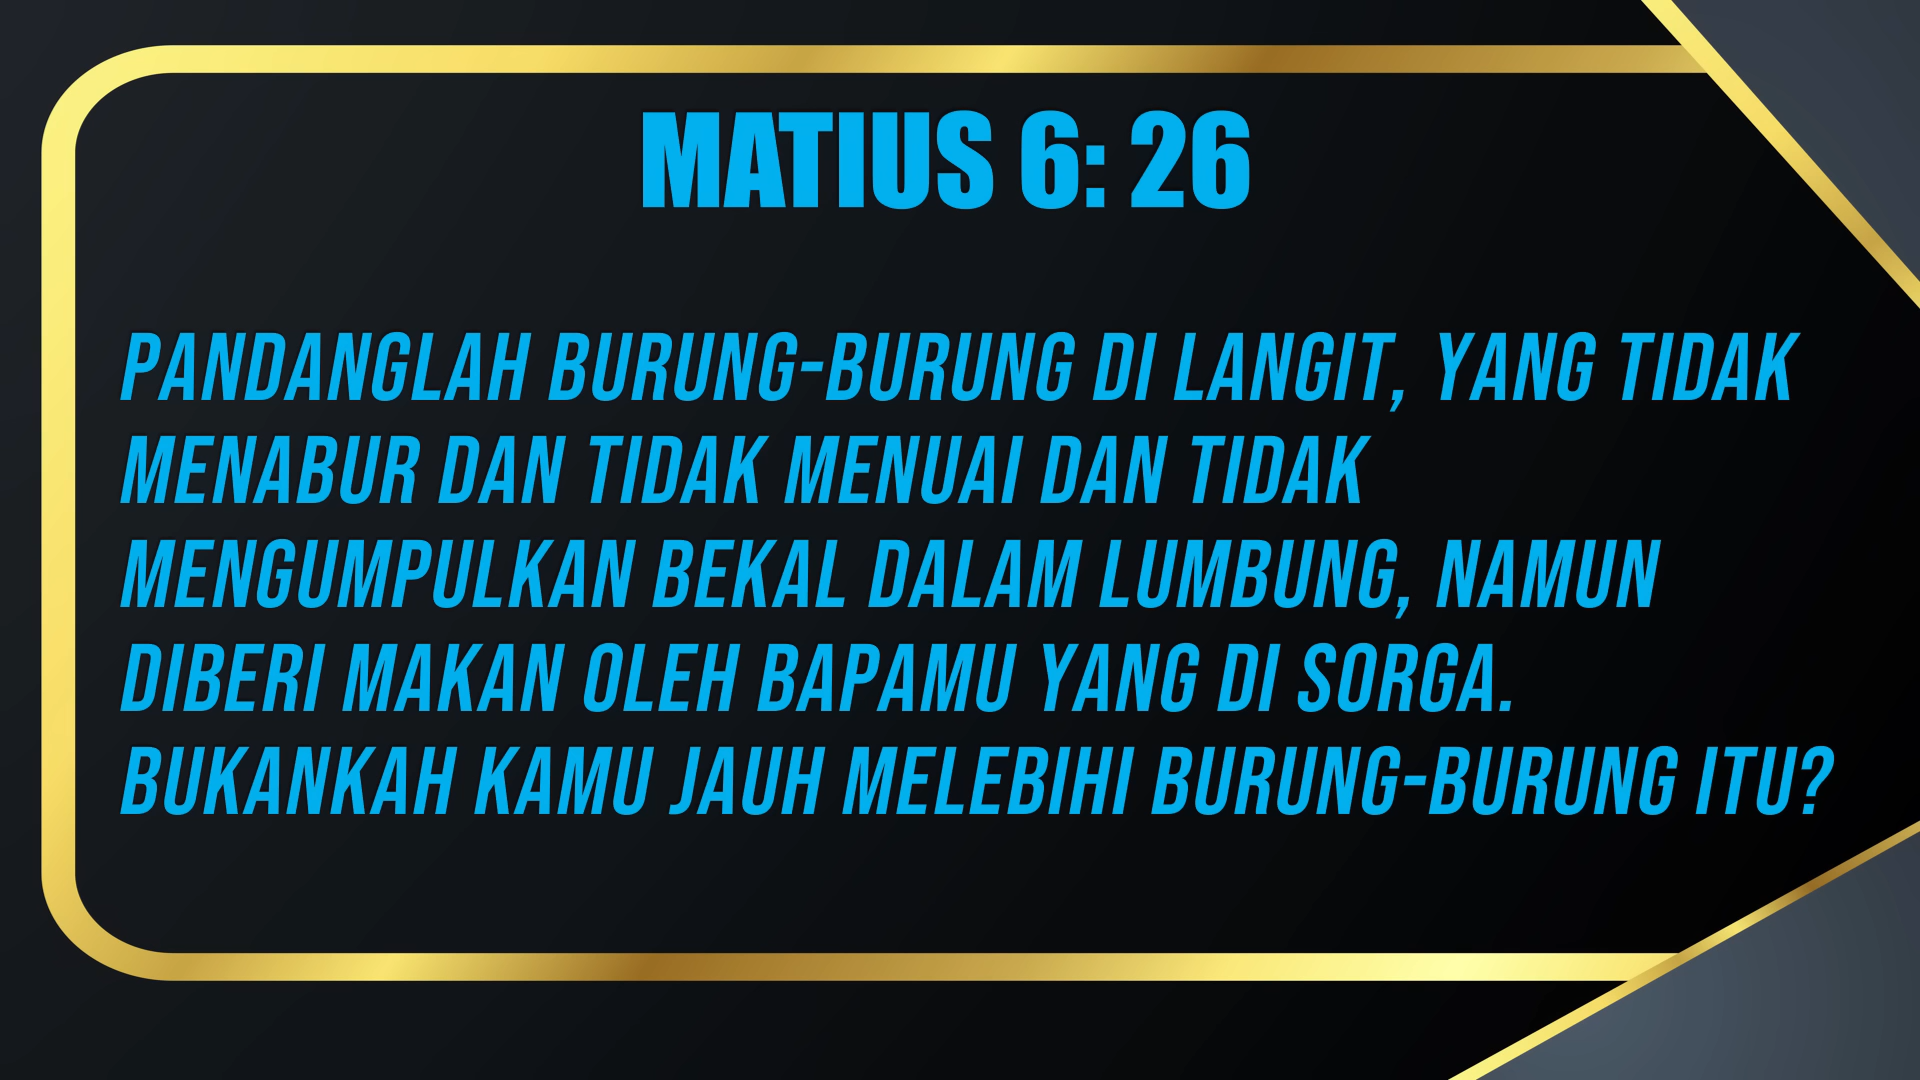 MATIUS 6: 26
PANDANGLAH BURUNG-BURUNG DI LANGIT, YANG TIDAK
MENABUR DAN TIDAK MENUAI DAN TIDAK
MENGUMPULKAN BEKAL DALAM LUMBUNG, NAMUN
DIBERI MAKAN OLEH BAPAMU YANG DI SORGA.
BUKANKAH KAMU JAUH MELEBIHI BURUNG-BURUNG ITU?